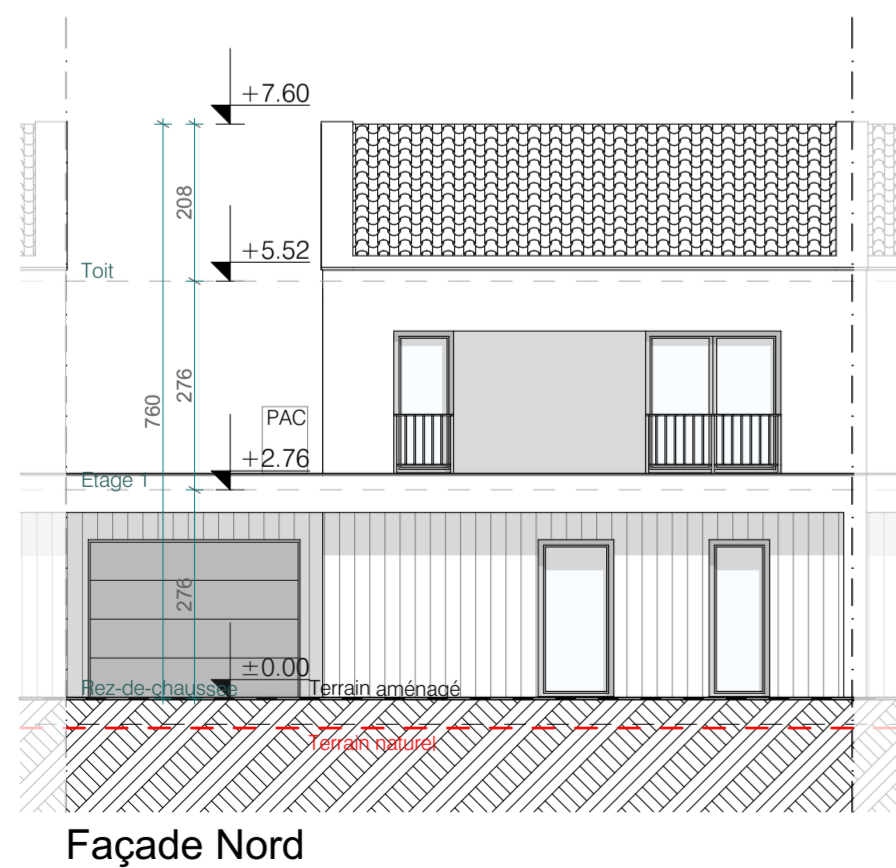 +7.60
208
+5.52
Toit
276
760
PAC
+2.76
Etage 1
276
±0.00
Rez-de-chaussée
Terrain aménagé
Terrain naturel
Façade Nord